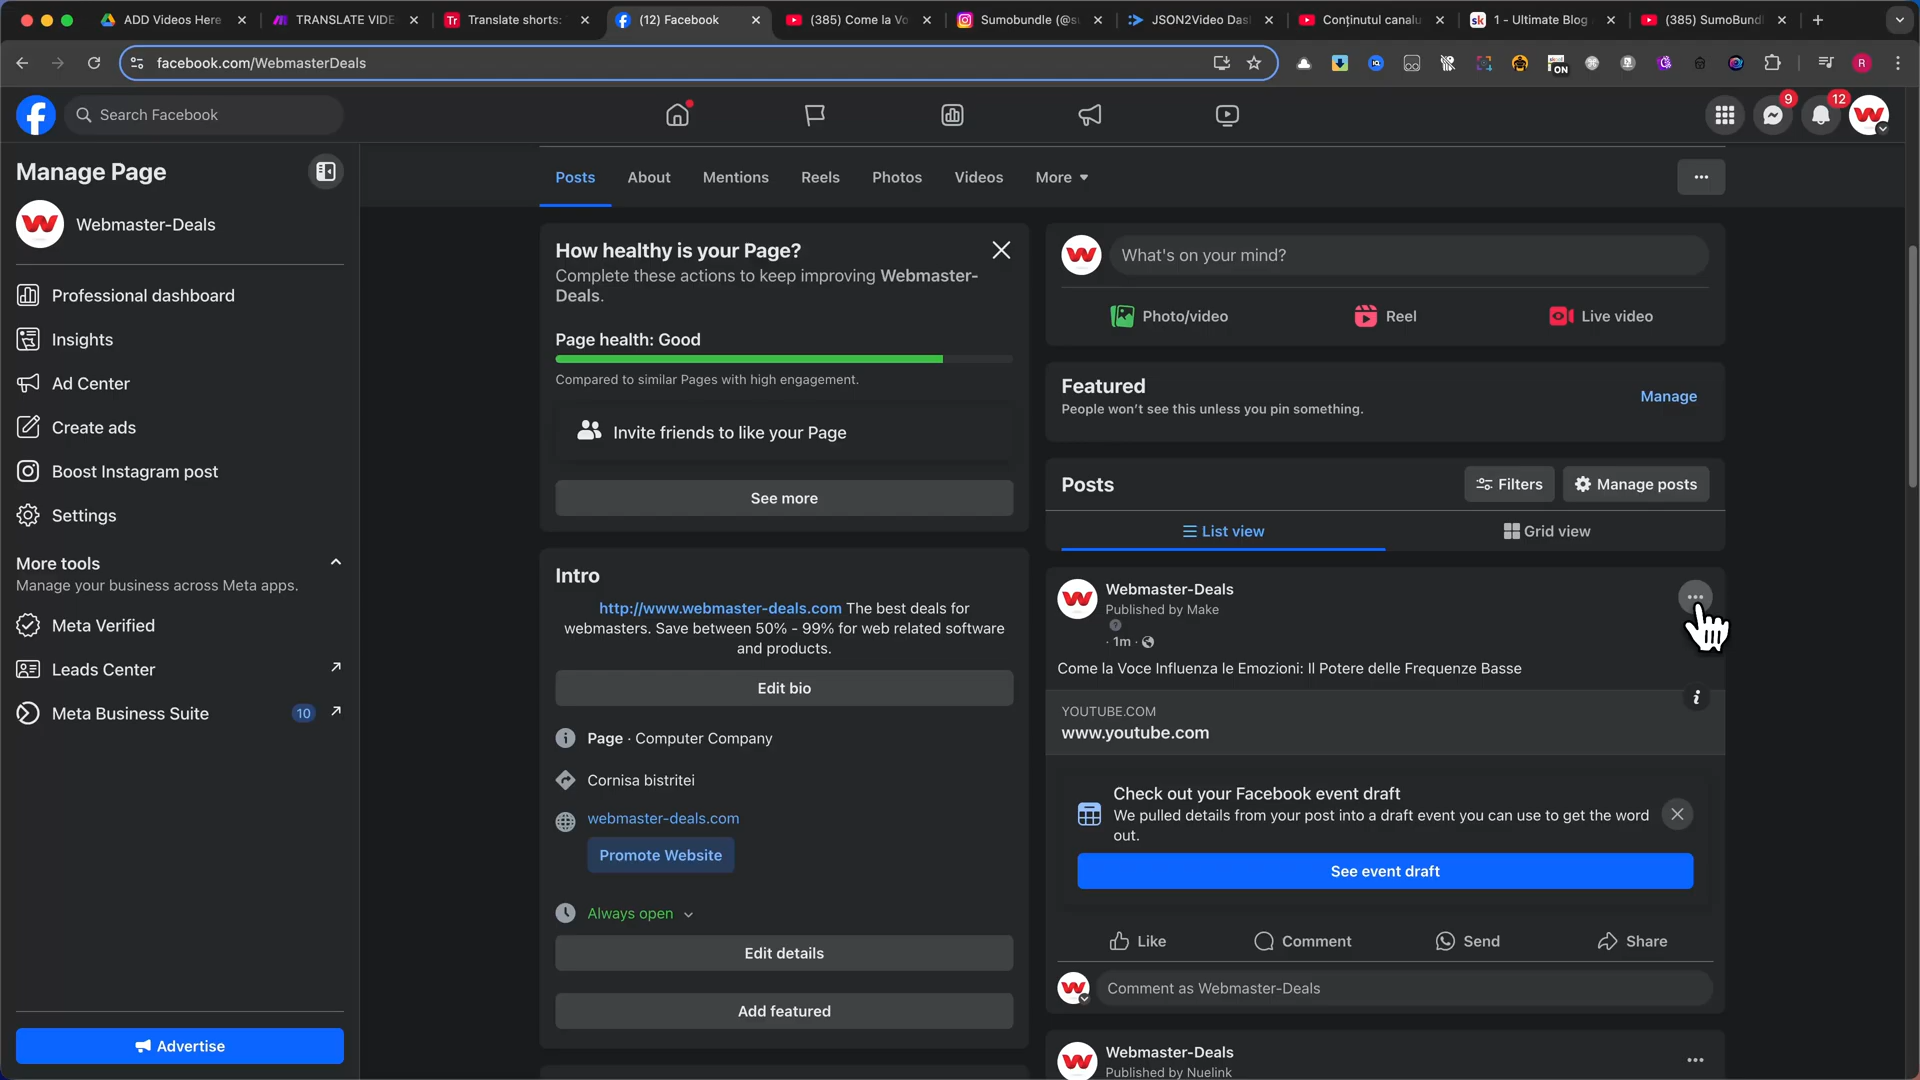 ADD Videos Here
TRANSLATE VIDE
Translate shorts:
(12) Facebook
(385) Come la Vo
Sumobundle (@s
JSON2Video Das
Conținutul canalu
1 - Ultimate Blog
(385) SumoBund
facebook.com/WebmasterDeals
ON
R
Search Facebook
9
12
Manage Page
Webmaster-Deals
Professional dashboard
Insights
Ad Center
Create ads
Boost Instagram post
Settings
More tools
Manage your business across Meta apps.
Meta Verified
Leads Center
Meta Business Suite
10
Advertise
Posts
About
Mentions
Reels
Photos
Videos
More
How healthy is your Page?
Complete these actions to keep improving Webmaster-
Deals.
Page health: Good
Compared to similar Pages with high engagement.
Invite friends to like your Page
See more
Intro
http://www.webmaster-deals.com The best deals for
webmasters. Save between 50% - 99% for web related software
and products.
Edit bio
Page · Computer Company
Cornisa bistritei
webmaster-deals.com
Promote Website
Always open
Edit details
Add featured
What's on your mind?
Photo/video
Reel
Live video
Featured
People won't see this unless you pin something.
Manage
Posts
Filters
Manage posts
List view
Grid view
Webmaster-Deals
Published by Make
· 1m ·
Come la Voce Influenza le Emozioni: Il Potere delle Frequenze Basse
YOUTUBE.COM
www.youtube.com
Check out your Facebook event draft
We pulled details from your post into a draft event you can use to get the word
out.
See event draft
Like
Comment
Send
Share
Comment as Webmaster-Deals
Webmaster-Deals
Published by Nuelink